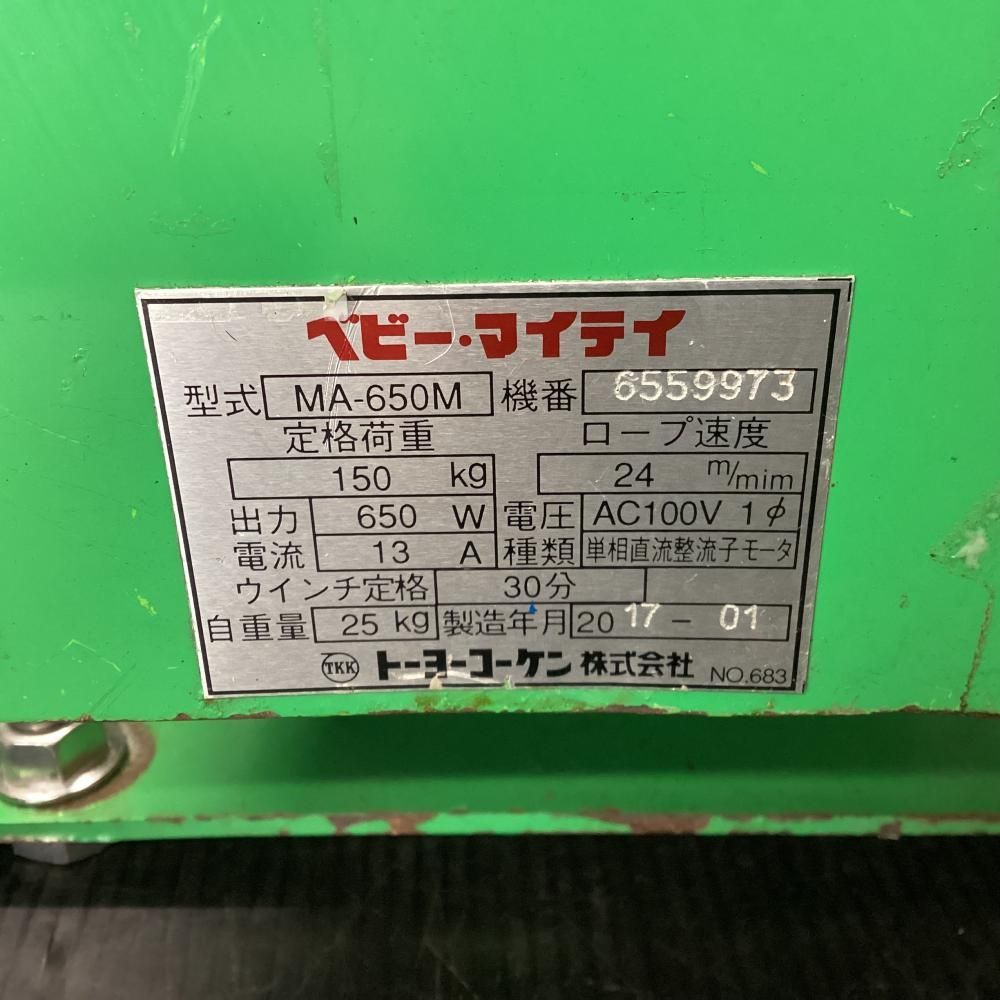 ベビー・マイティ
型式 MA-650M 機番 6559973
定格荷重 ロープ速度
150 kg 24 m/mim
出力 650 W 電圧 AC100V 1φ
電流 13 A 種類 単相直流整流子モータ
ウインチ定格 30分
自重量 25 kg 製造年月 20 17 - 01
TKK トーヨーコーケン 株式会社 NO.683